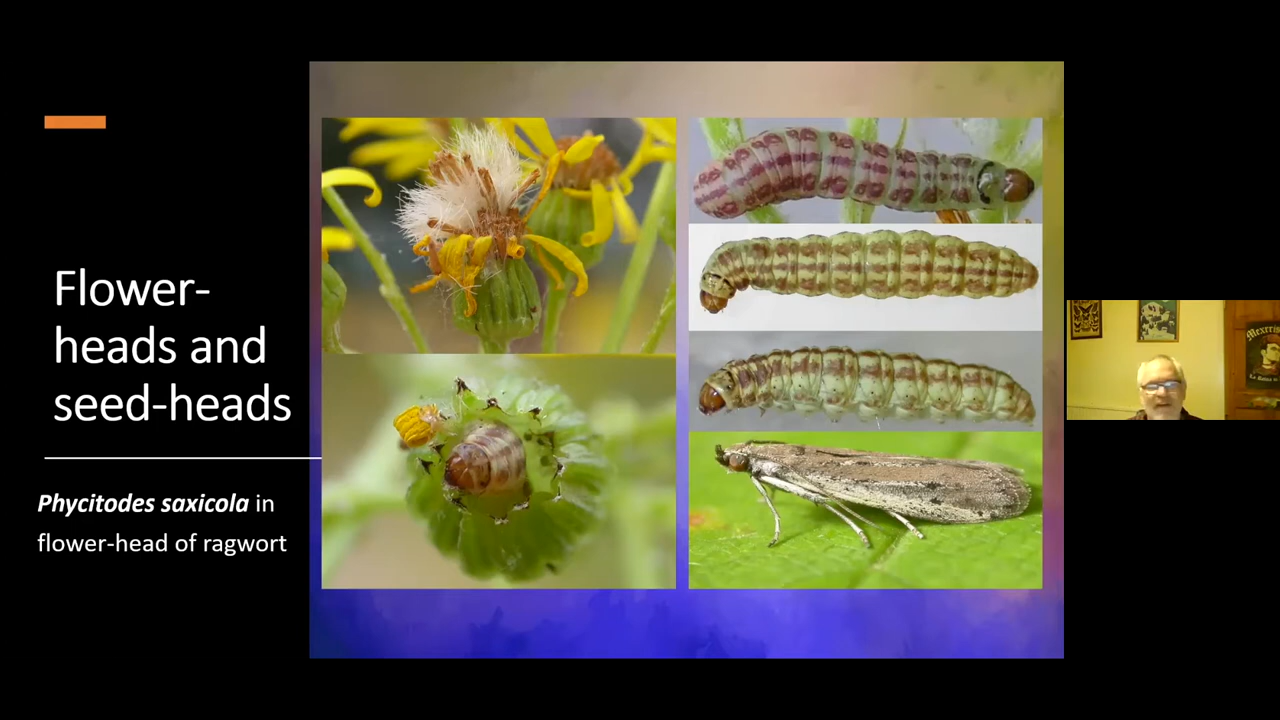 Flower-
heads and
seed-heads
Phycitodes saxicola in
flower-head of ragwort